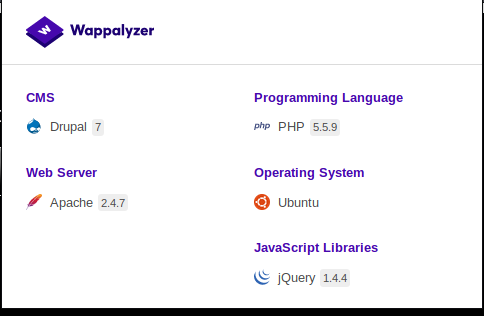 Wappalyzer
CMS
Drupal 7
Web Server
Apache 2.4.7
Programming Language
php PHP 5.5.9
Operating System
Ubuntu
JavaScript Libraries
jQuery 1.4.4